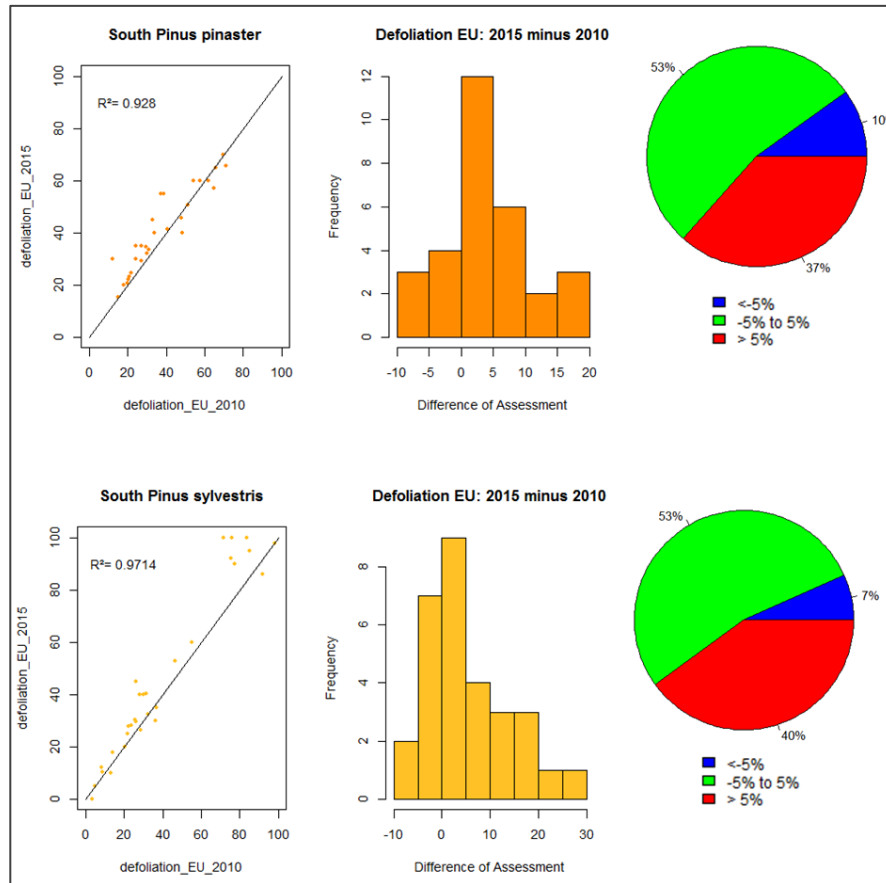 South Pinus pinaster
R²= 0.928
defoliation_EU_2015
0 20 40 60 80 100
0 20 40 60 80 100
defoliation_EU_2010
Defoliation EU: 2015 minus 2010
Frequency
0 2 4 6 8 10 12
-10 -5 0 5 10 15 20
Difference of Assessment
53%
10%
37%
<-5%
-5% to 5%
> 5%
South Pinus sylvestris
R²= 0.9714
defoliation_EU_2015
0 20 40 60 80 100
0 20 40 60 80 100
defoliation_EU_2010
Defoliation EU: 2015 minus 2010
Frequency
0 2 4 6 8
-10 0 10 20 30
Difference of Assessment
53%
7%
40%
<-5%
-5% to 5%
> 5%